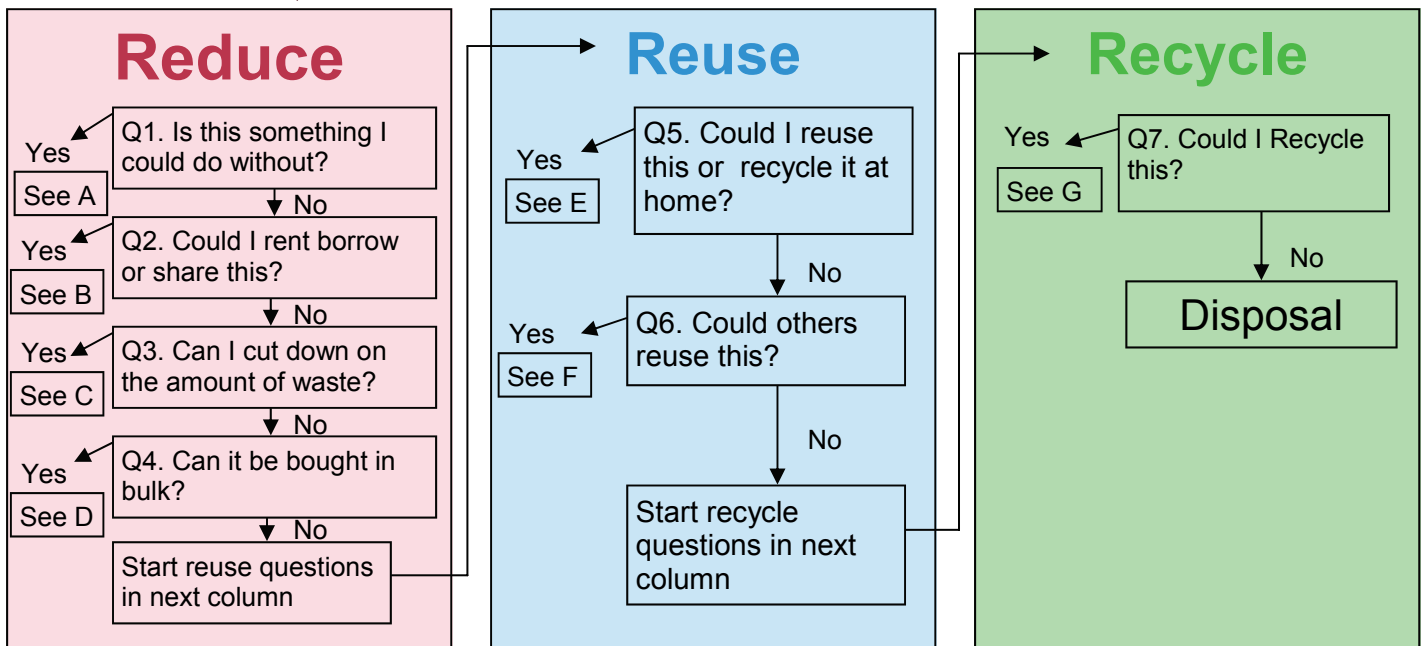 Reduce
Q1. Is this something I
could do without?
Yes
See A
No
Q2. Could I rent borrow
or share this?
Yes
See B
No
Q3. Can I cut down on
the amount of waste?
Yes
See C
No
Q4. Can it be bought in
bulk?
Yes
See D
No
Start reuse questions
in next column
Reuse
Q5. Could I reuse
this or recycle it at
home?
Yes
See E
No
Q6. Could others
reuse this?
Yes
See F
No
Start recycle
questions in next
column
Recycle
Q7. Could I Recycle
this?
Yes
See G
No
Disposal